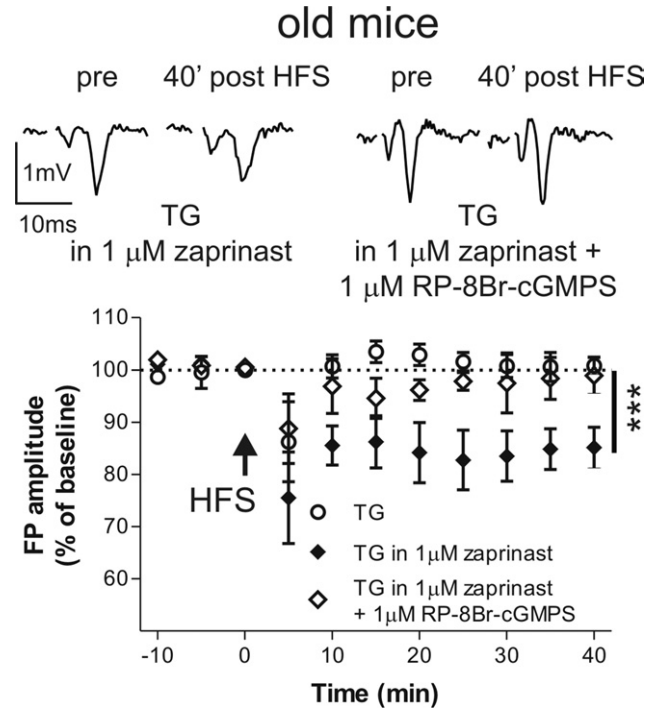 old mice
pre 40' post HFS pre 40' post HFS
1mV
10ms
TG
in 1 μM zaprinast
TG
in 1 μM zaprinast +
1 μM RP-8Br-cGMPS
FP amplitude
(% of baseline)
110
100
90
80
70
60
HFS
***
TG
TG in 1μM zaprinast
TG in 1μM zaprinast
+ 1μM RP-8Br-cGMPS
-10 0 10 20 30 40
Time (min)